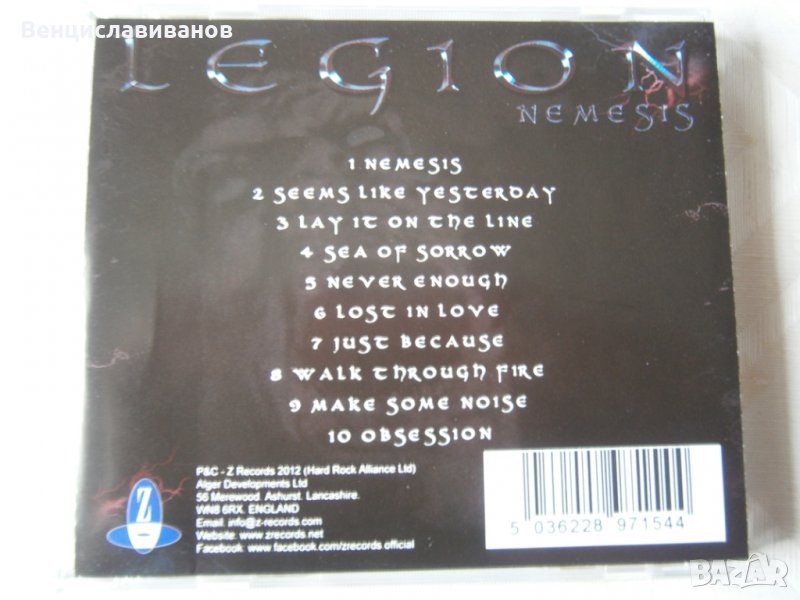 Венциславиванов
LEGION
NEMESIS
1 NEMESIS
2 SEEMS LIKE YESTERDAY
3 LAY IT ON THE LINE
4 SEA OF SORROW
5 NEVER ENOUGH
6 LOST IN LOVE
7 JUST BECAUSE
8 WALK THROUGH FIRE
9 MAKE SOME NOISE
10 OBSESSION
P&C - Z Records 2012 (Hard Rock Alliance Ltd)
Alger Developments Ltd
56 Merewood. Ashurst. Lancashire.
WN8 6RX. ENGLAND
Email. info@z-records.com
Website: www.zrecords.net
Facebook: www.facebook.com/zrecords official
Z
5 036228 971544
BAZAR